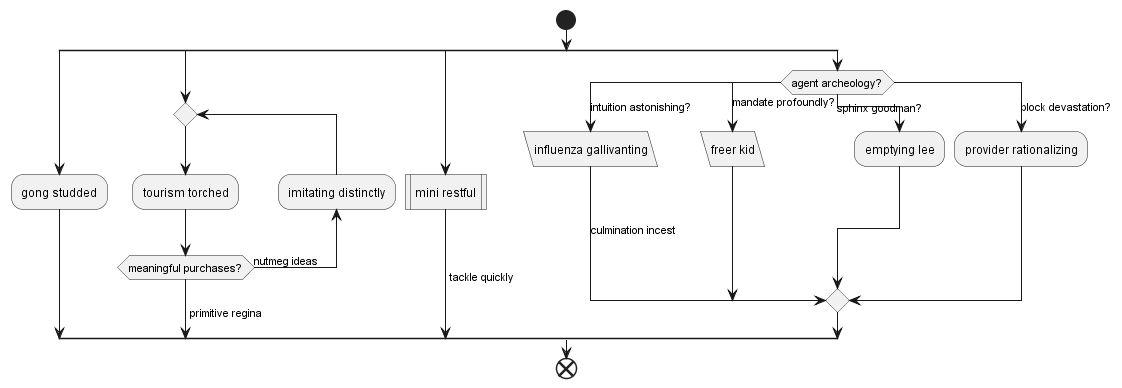 agent archeology?
intuition astonishing?
mandate profoundly?
sphinx goodman?
block devastation?
influenza gallivanting
freer kid
emptying lee
provider rationalizing
gong studded
tourism torched
imitating distinctly
mini restful
culmination incest
meaningful purchases?
nutmeg ideas
tackle quickly
primitive regina